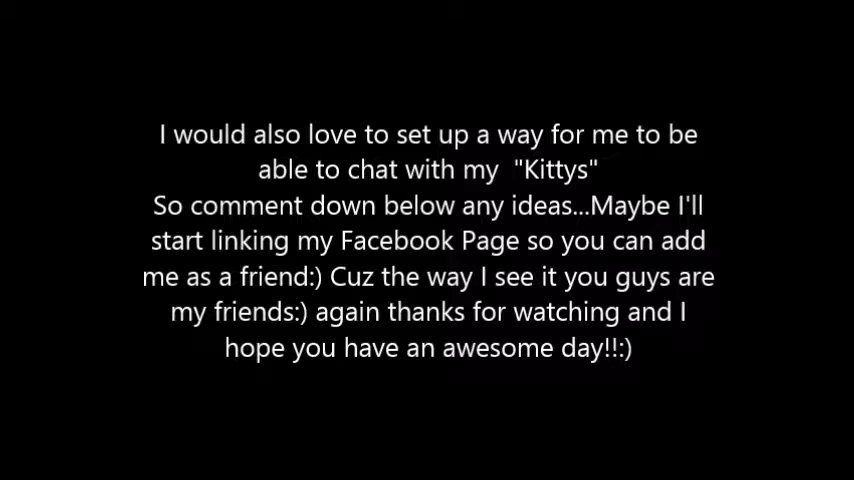 I would also love to set up a way for me to be
able to chat with my  "Kittys"
So comment down below any ideas...Maybe I'll
start linking my Facebook Page so you can add
me as a friend:) Cuz the way I see it you guys are
my friends:) again thanks for watching and I
hope you have an awesome day!!:)